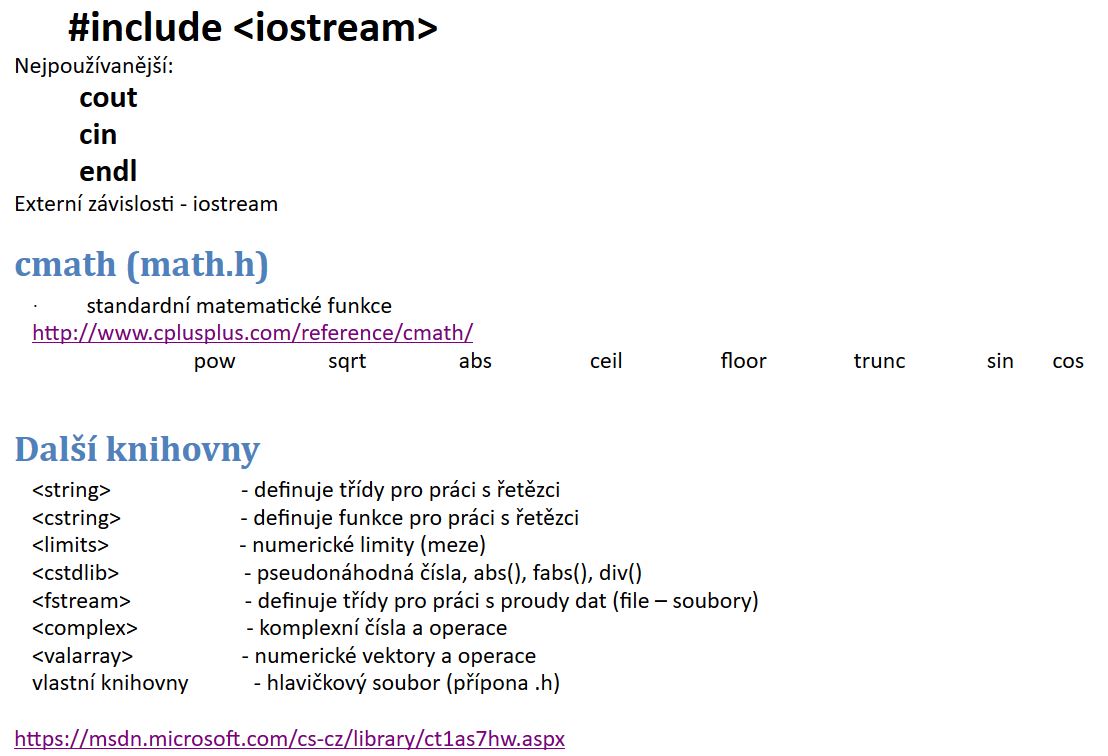 #include <iostream>
Nejpoužívanější:
cout
cin
endl
Externí závislosti - iostream
cmath (math.h)
· standardní matematické funkce
http://www.cplusplus.com/reference/cmath/
pow sqrt abs ceil floor trunc sin cos
Další knihovny
<string> - definuje třídy pro práci s řetězci
<cstring> - definuje funkce pro práci s řetězci
<limits> - numerické limity (meze)
<cstdlib> - pseudonáhodná čísla, abs(), fabs(), div()
<fstream> - definuje třídy pro práci s proudy dat (file – soubory)
<complex> - komplexní čísla a operace
<valarray> - numerické vektory a operace
vlastní knihovny - hlavičkový soubor (přípona .h)
https://msdn.microsoft.com/cs-cz/library/ct1as7hw.aspx